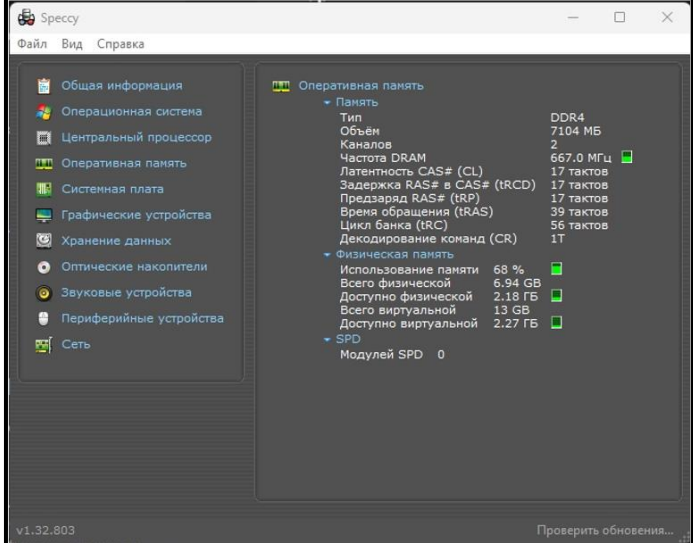 Speccy
Файл Вид Справка
Общая информация
Операционная система
Центральный процессор
Оперативная память
Системная плата
Графические устройства
Хранение данных
Оптические накопители
Звуковые устройства
Периферийные устройства
Сеть
Оперативная память
Память
Тип DDR4
Объём 7104 МБ
Каналов 2
Частота DRAM 667.0 МГц
Латентность CAS# (CL) 17 тактов
Задержка RAS# в CAS# (tRCD) 17 тактов
Предзаряд RAS# (tRP) 17 тактов
Время обращения (tRAS) 39 тактов
Цикл банка (tRC) 56 тактов
Декодирование команд (CR) 1T
Физическая память
Использование памяти 68 %
Всего физической 6.94 GB
Доступно физической 2.18 ГБ
Всего виртуальной 13 GB
Доступно виртуальной 2.27 ГБ
SPD
Модулей SPD 0
v1.32.803
Проверить обновения...